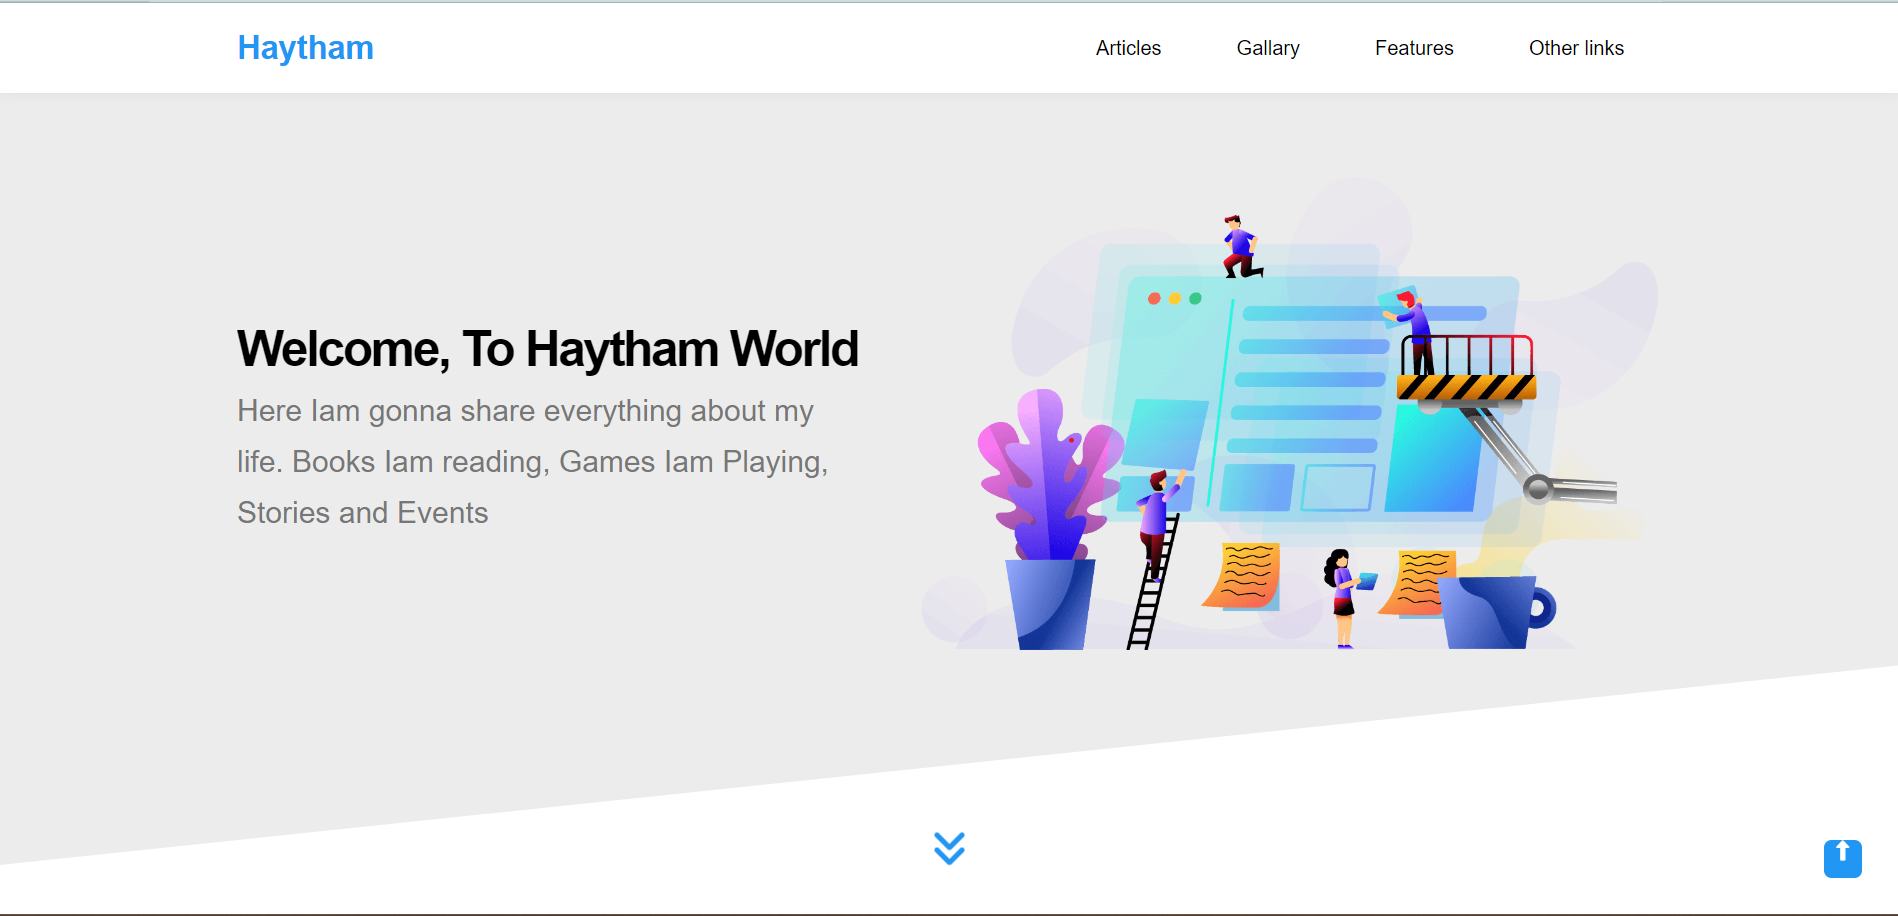 Haytham
Articles
Gallary
Features
Other links
Welcome, To Haytham World
Here Iam gonna share everything about my
life. Books Iam reading, Games Iam Playing,
Stories and Events